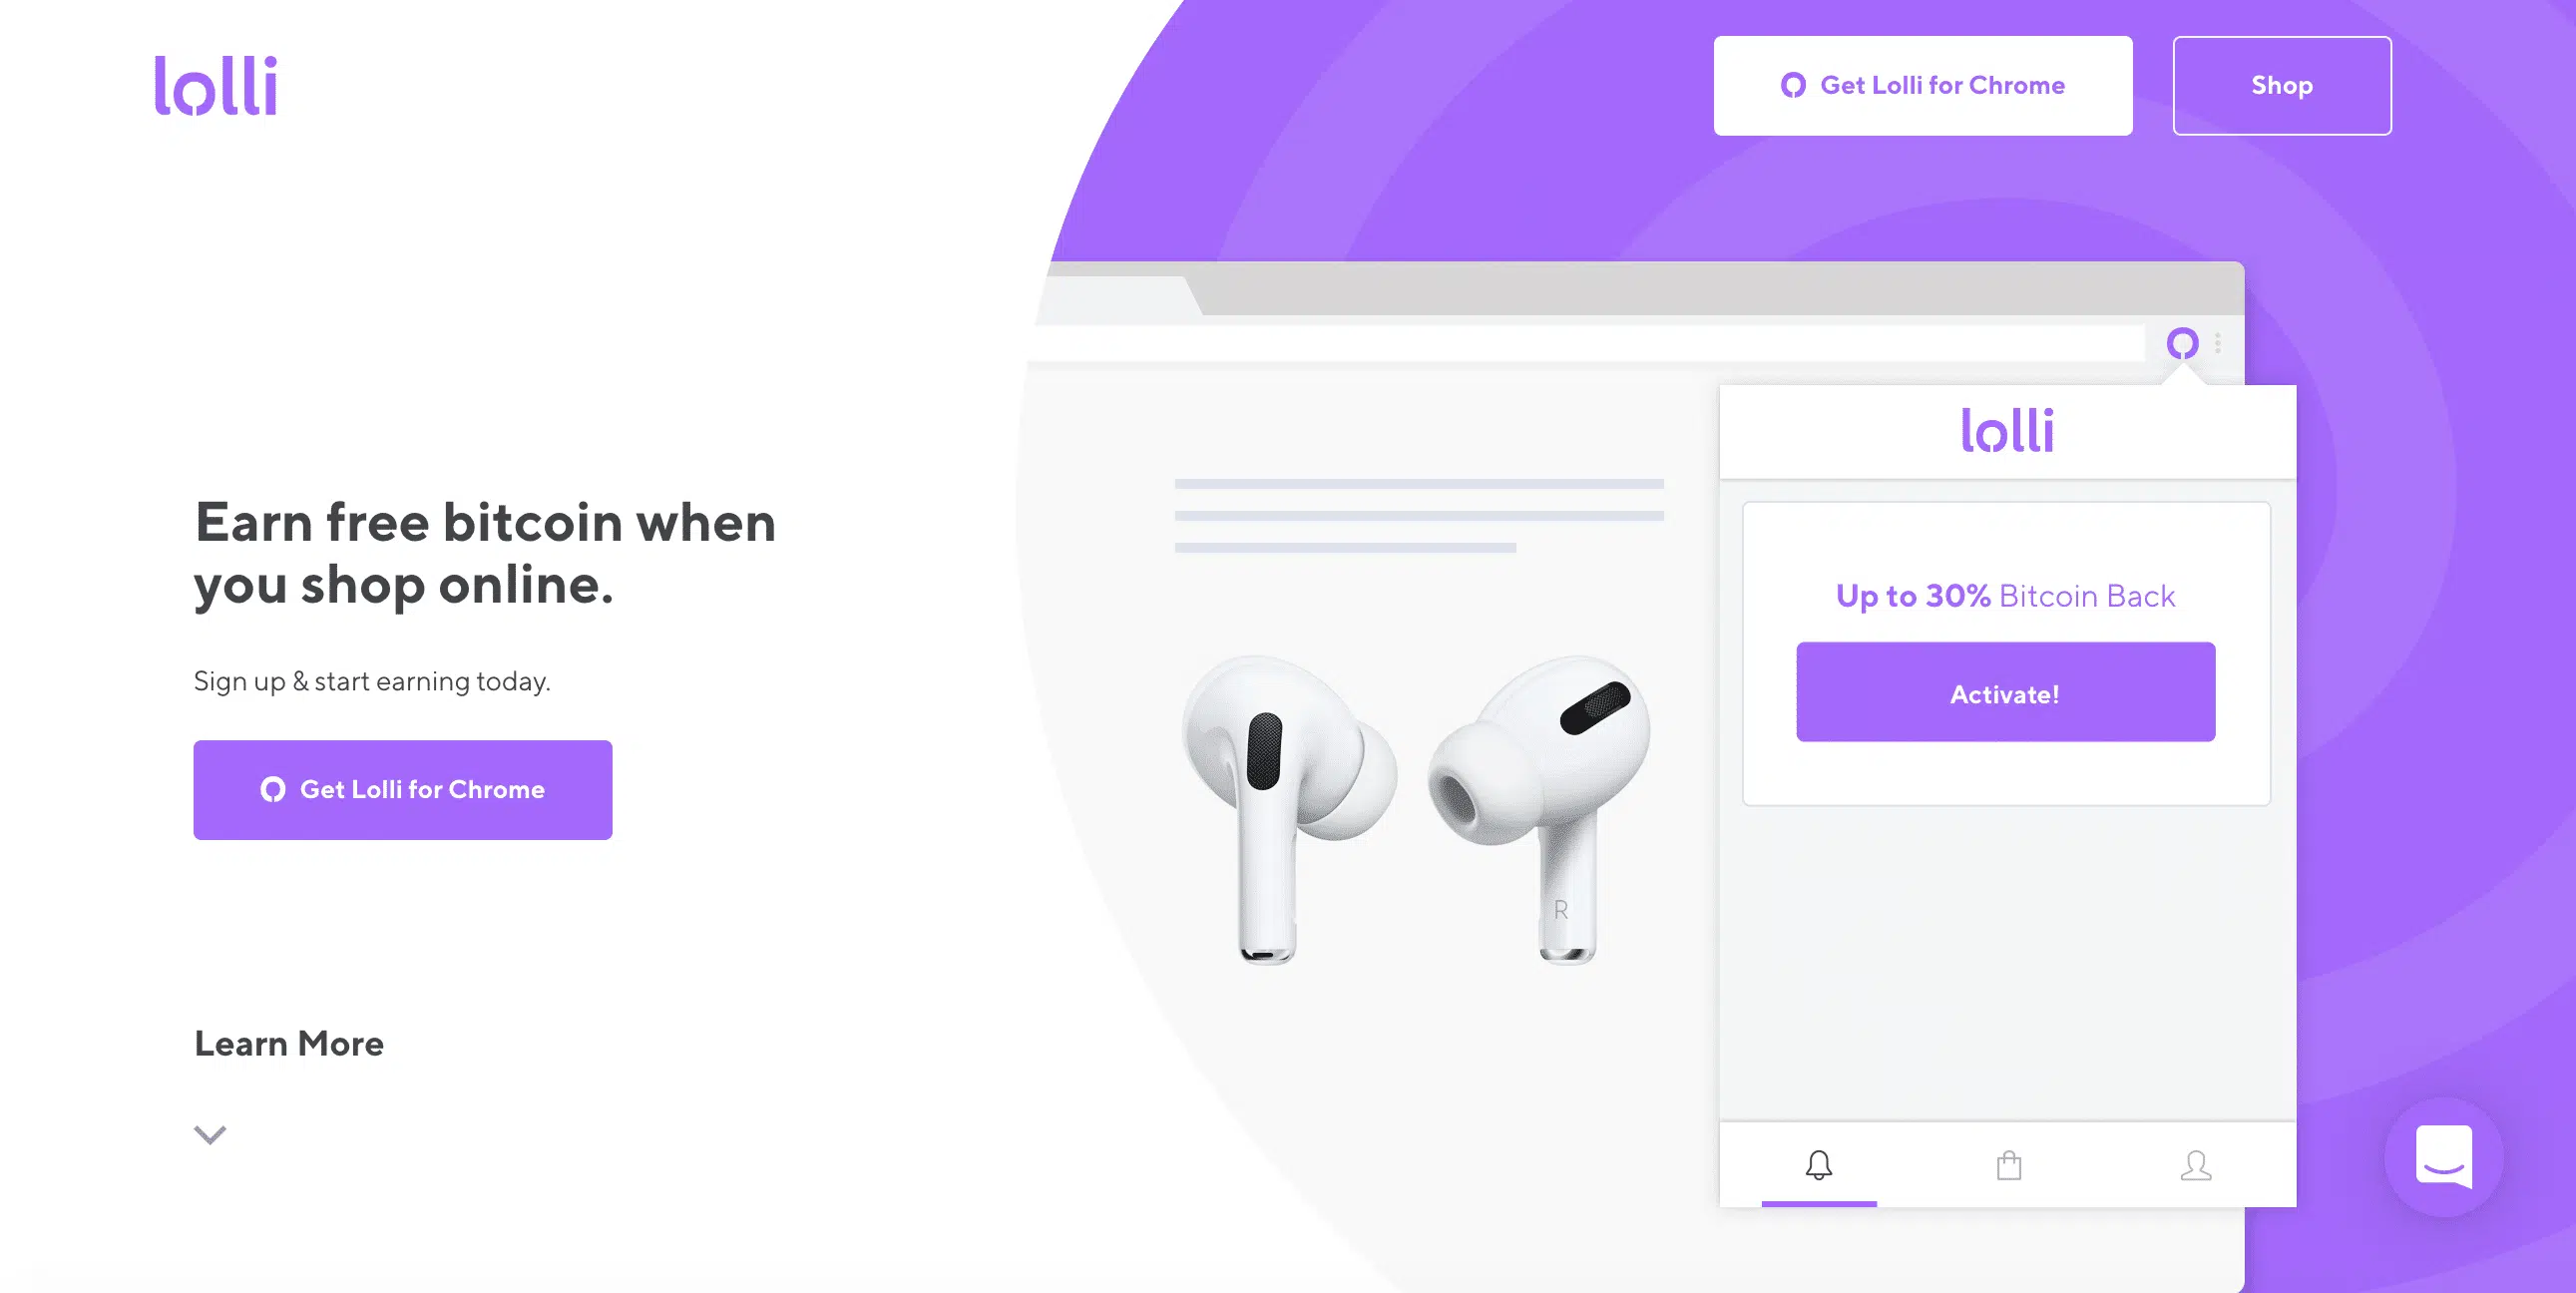 lolli
Get Lolli for Chrome
Shop
Earn free bitcoin when
you shop online.
Sign up & start earning today.
Get Lolli for Chrome
Learn More
lolli
Up to 30% Bitcoin Back
Activate!
R